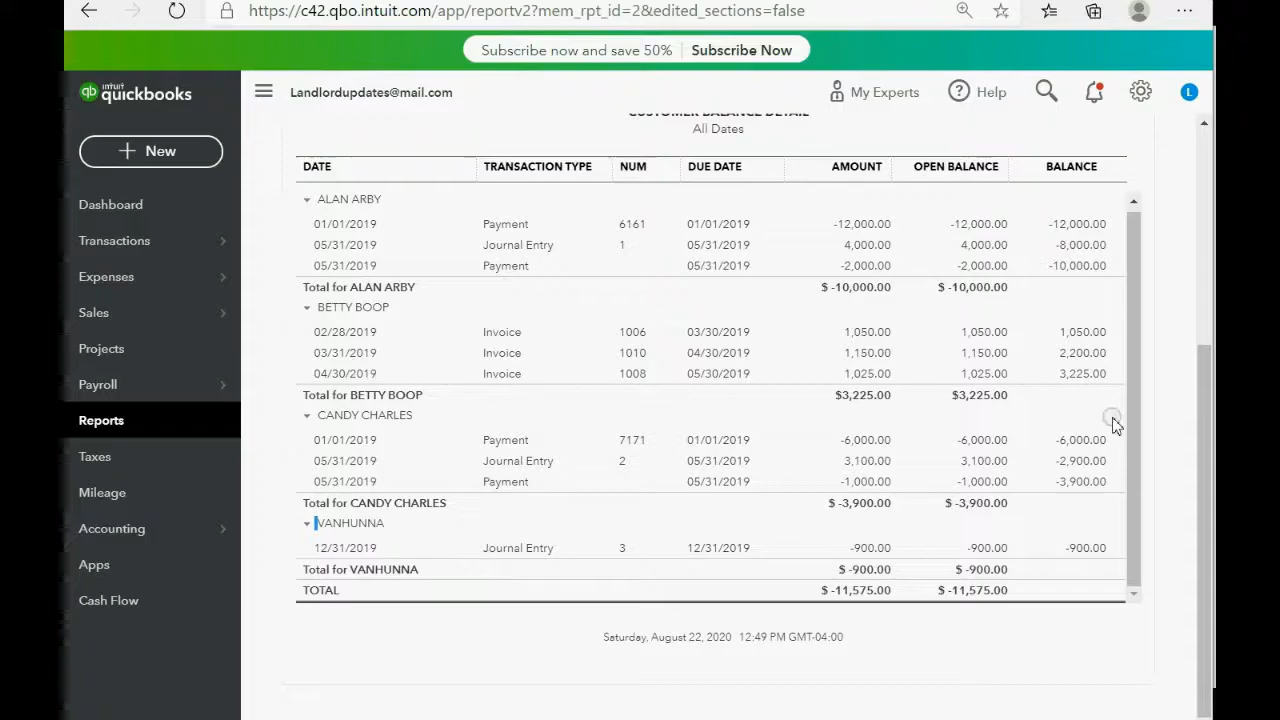 https://c42.qbo.intuit.com/app/reportv2?mem_rpt_id=2&edited_sections=false
Subscribe now and save 50% Subscribe Now
intuit quickbooks
Landlordupdates@mail.com My Experts Help L
New
Dashboard
Transactions
Expenses
Sales
Projects
Payroll
Reports
Taxes
Mileage
Accounting
Apps
Cash Flow
CUSTOMER BALANCE DETAIL
All Dates
DATE TRANSACTION TYPE NUM DUE DATE AMOUNT OPEN BALANCE BALANCE
ALAN ARBY
01/01/2019 Payment 6161 01/01/2019 -12,000.00 -12,000.00 -12,000.00
05/31/2019 Journal Entry 1 05/31/2019 4,000.00 4,000.00 -8,000.00
05/31/2019 Payment 05/31/2019 -2,000.00 -2,000.00 -10,000.00
Total for ALAN ARBY $ -10,000.00 $ -10,000.00
BETTY BOOP
02/28/2019 Invoice 1006 03/30/2019 1,050.00 1,050.00 1,050.00
03/31/2019 Invoice 1010 04/30/2019 1,150.00 1,150.00 2,200.00
04/30/2019 Invoice 1008 05/30/2019 1,025.00 1,025.00 3,225.00
Total for BETTY BOOP $3,225.00 $3,225.00
CANDY CHARLES
01/01/2019 Payment 7171 01/01/2019 -6,000.00 -6,000.00 -6,000.00
05/31/2019 Journal Entry 2 05/31/2019 3,100.00 3,100.00 -2,900.00
05/31/2019 Payment 05/31/2019 -1,000.00 -1,000.00 -3,900.00
Total for CANDY CHARLES $ -3,900.00 $ -3,900.00
VANHUNNA
12/31/2019 Journal Entry 3 12/31/2019 -900.00 -900.00 -900.00
Total for VANHUNNA $ -900.00 $ -900.00
TOTAL $ -11,575.00 $ -11,575.00
Saturday, August 22, 2020 12:49 PM GMT-04:00